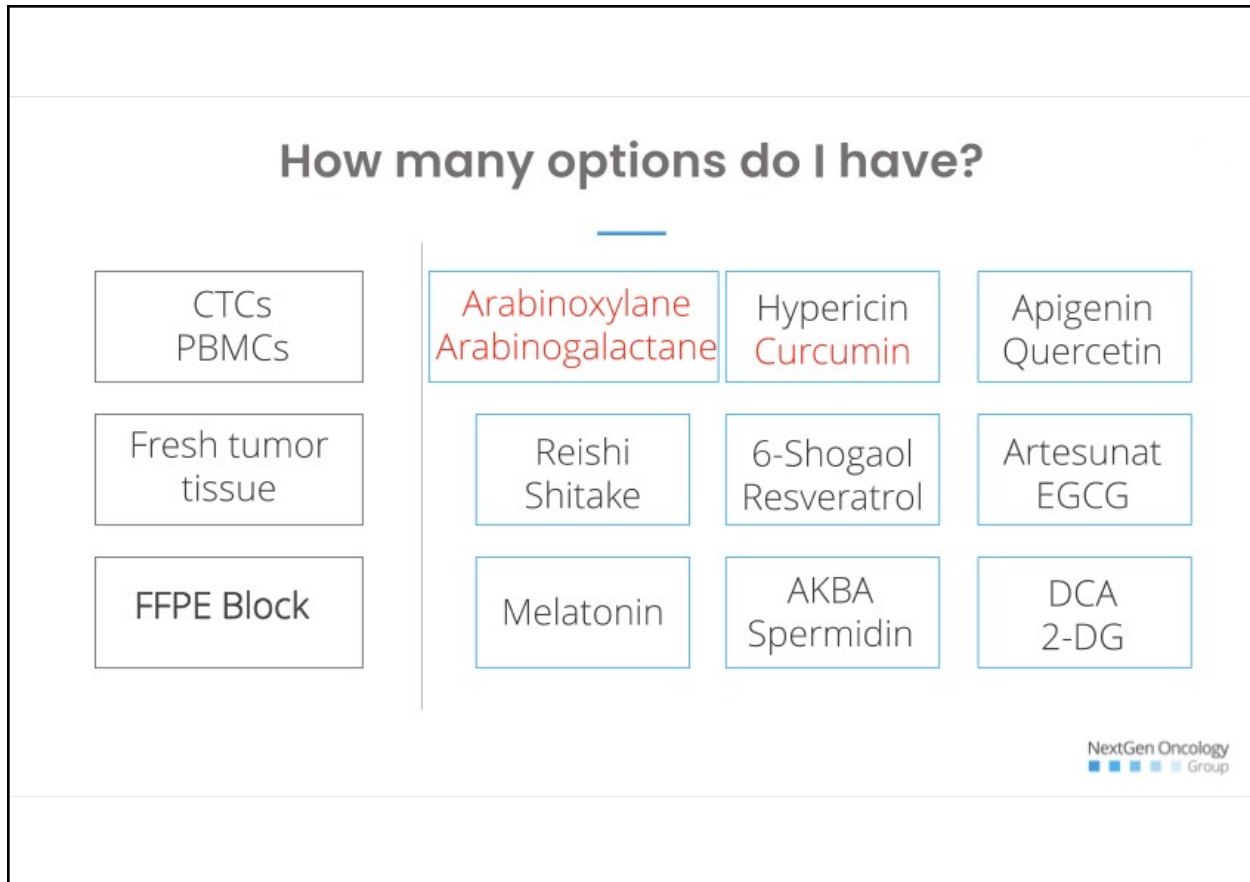 How many options do I have?
CTCs
PBMCs
Arabinoxylane
Arabinogalactane
Hypericin
Curcumin
Apigenin
Quercetin
Fresh tumor
tissue
Reishi
Shitake
6-Shogaol
Resveratrol
Artesunat
EGCG
FFPE Block
Melatonin
AKBA
Spermidin
DCA
2-DG
NextGen Oncology
Group